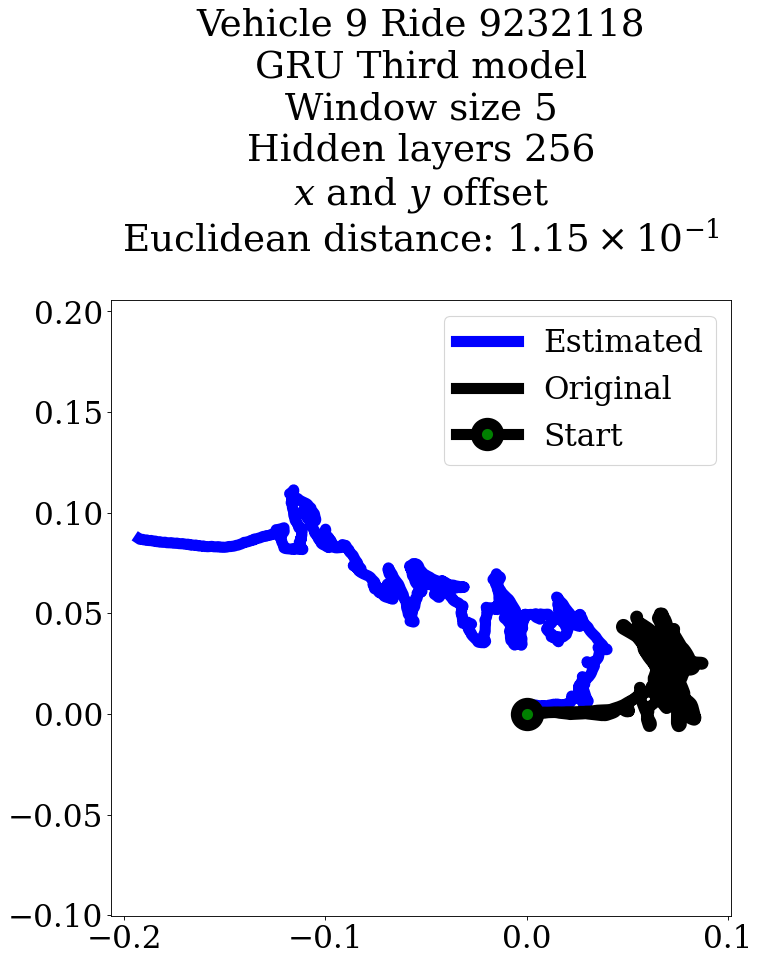 Vehicle 9 Ride 9232118
GRU Third model
Window size 5
Hidden layers 256
x and y offset
Euclidean distance: 1.15 × 10⁻¹
Estimated
Original
Start
0.20
0.15
0.10
0.05
0.00
−0.05
−0.10
−0.2 −0.1 0.0 0.1